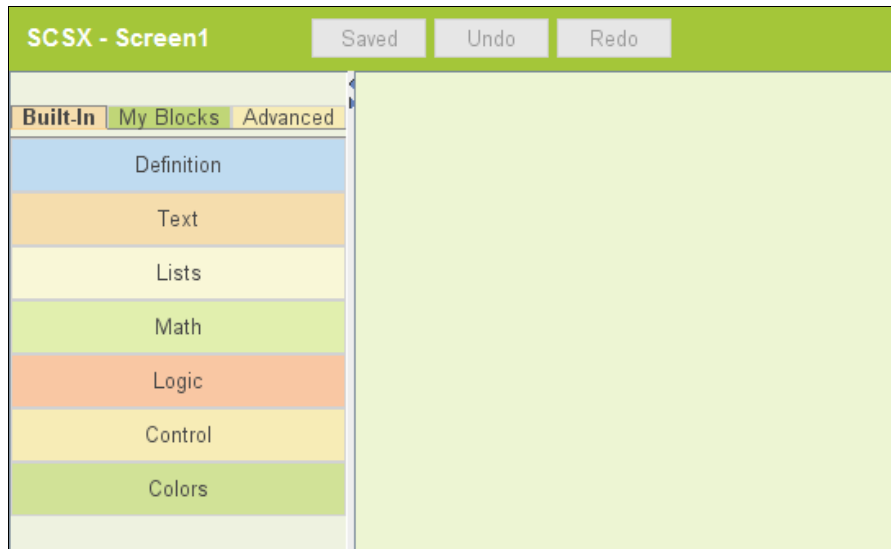 SCSX - Screen1 Saved Undo Redo
Built-In My Blocks Advanced
Definition
Text
Lists
Math
Logic
Control
Colors